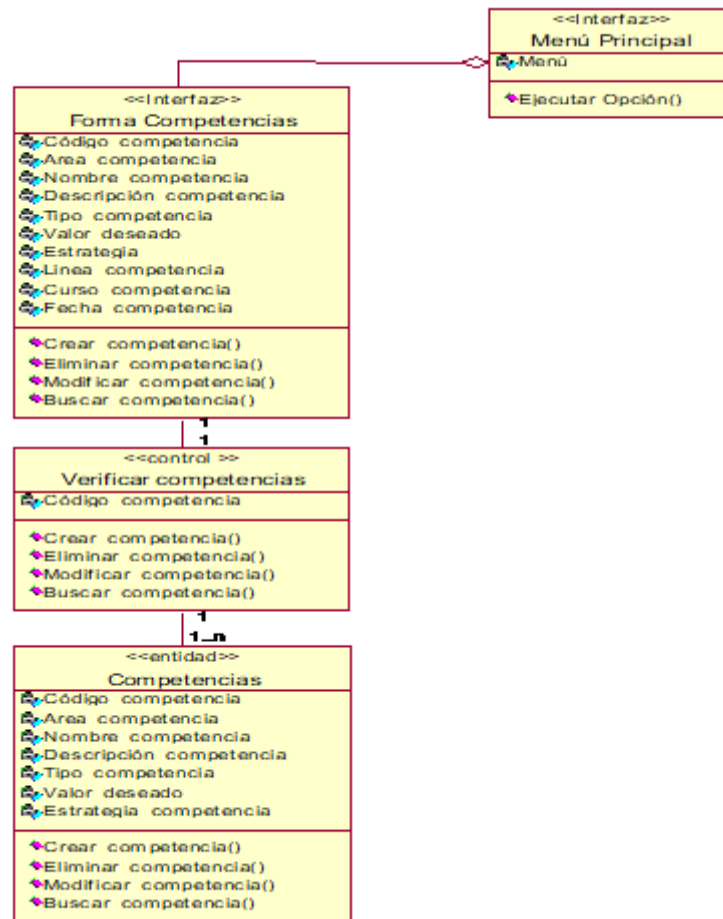 <<Interfaz>>
Menú Principal
Menú
Ejecutar Opción()
<<Interfaz>>
Forma Competencias
Código competencia
Area competencia
Nombre competencia
Descripción competencia
Tipo competencia
Valor deseado
Estrategia
Linea competencia
Curso competencia
Fecha competencia
Crear competencia()
Eliminar competencia()
Modificar competencia()
Buscar competencia()
1
1
<<control >>
Verificar competencias
Código competencia
Crear competencia()
Eliminar competencia()
Modificar competencia()
Buscar competencia()
1
1..n
<<entidad>>
Competencias
Código competencia
Area competencia
Nombre competencia
Descripción competencia
Tipo competencia
Valor deseado
Estrategia competencia
Crear competencia()
Eliminar competencia()
Modificar competencia()
Buscar competencia()